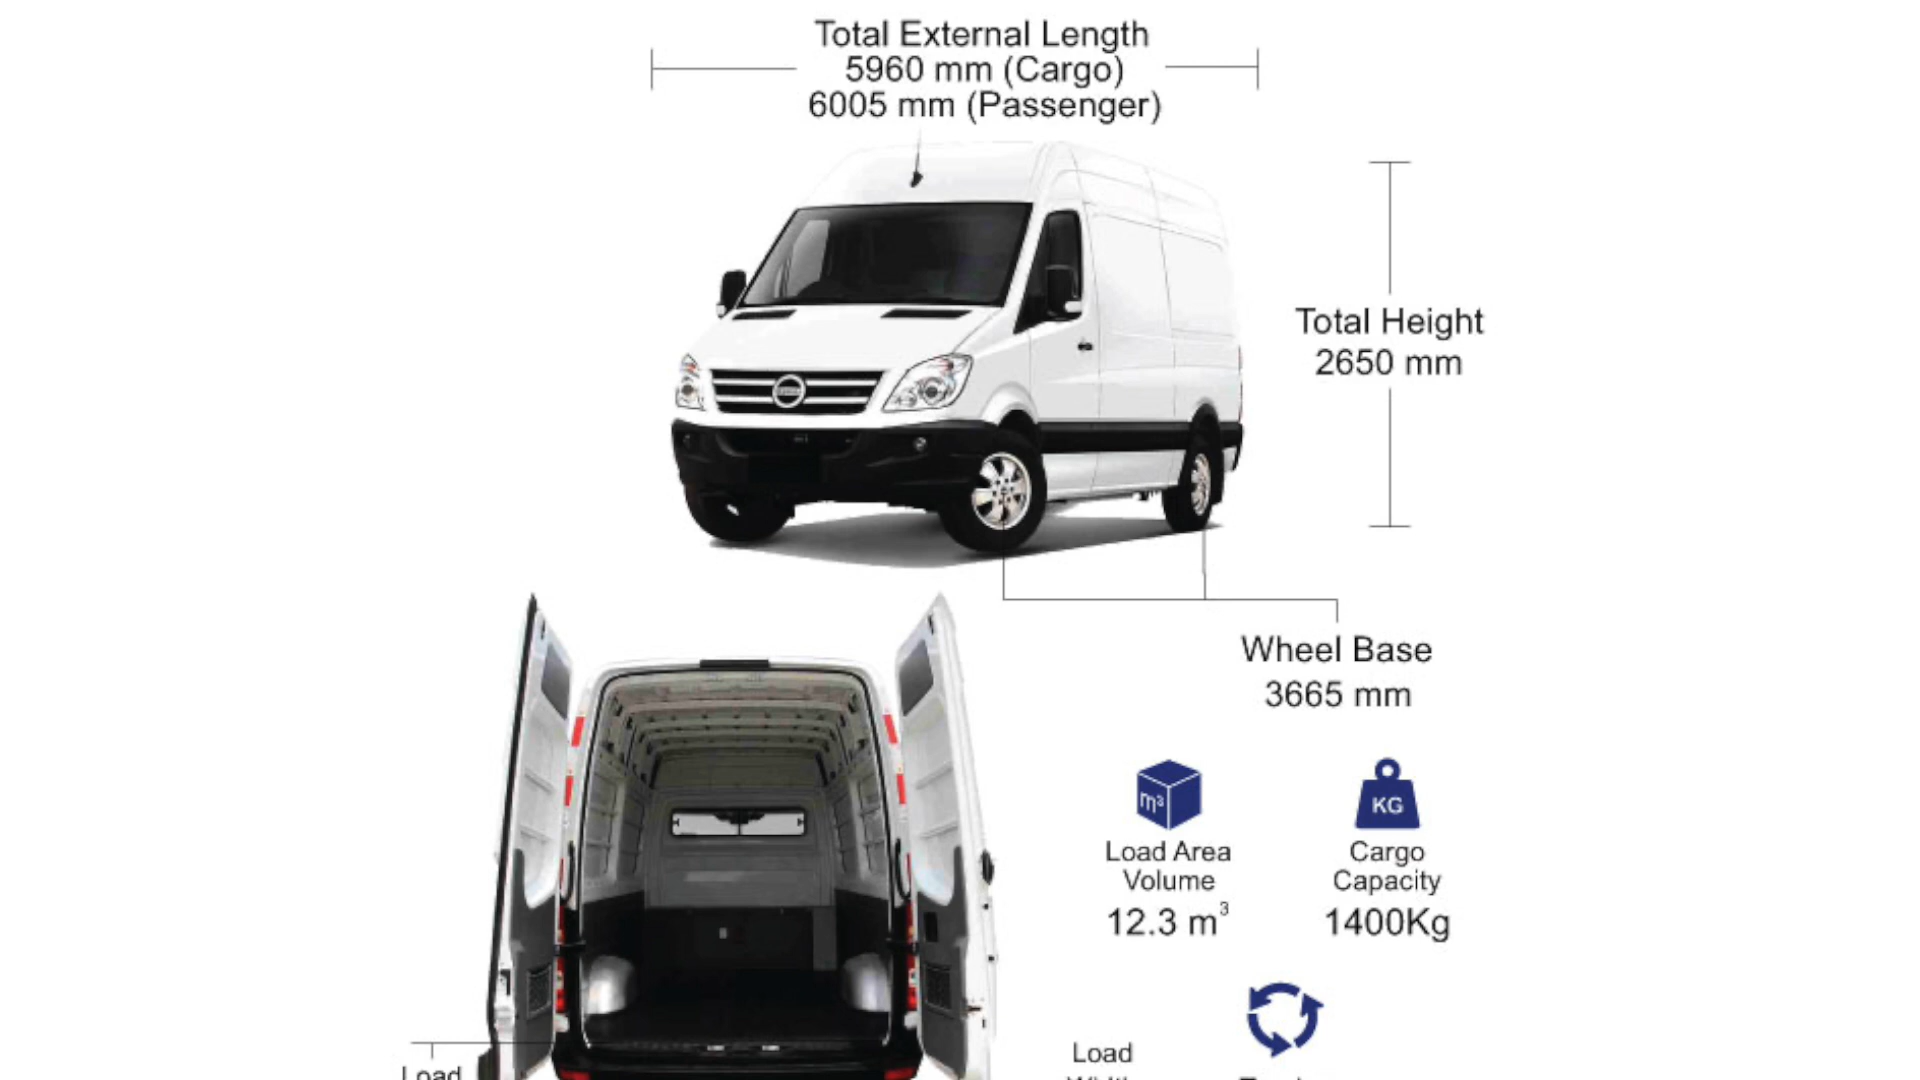 Total External Length
5960 mm (Cargo)
6005 mm (Passenger)
Total Height
2650 mm
Wheel Base
3665 mm
m³
KG
Load Area
Volume
12.3 m³
Cargo
Capacity
1400Kg
Load
Load